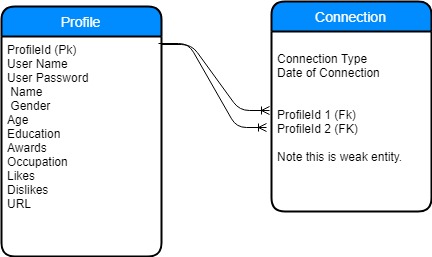 Profile
ProfileId (Pk)
User Name
User Password
Name
Gender
Age
Education
Awards
Occupation
Likes
Dislikes
URL
Connection
Connection Type
Date of Connection
ProfileId 1 (Fk)
ProfileId 2 (FK)
Note this is weak entity.